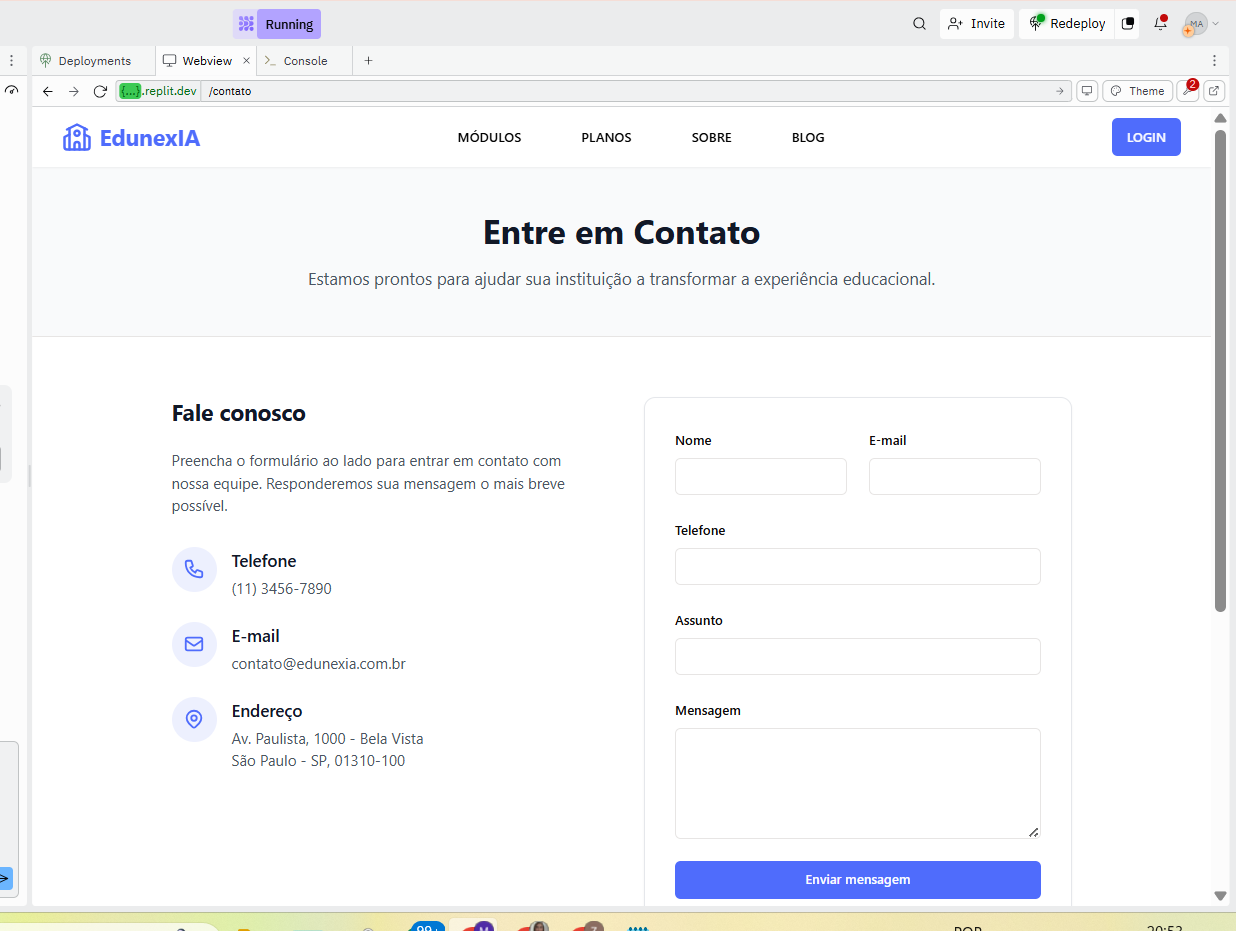 Running
Invite
Redeploy
MA
Deployments
Webview
Console
{...}.replit.dev
/contato
Theme
2
EdunexIA
MÓDULOS
PLANOS
SOBRE
BLOG
LOGIN
Entre em Contato
Estamos prontos para ajudar sua instituição a transformar a experiência educacional.
Fale conosco
Preencha o formulário ao lado para entrar em contato com
nossa equipe. Responderemos sua mensagem o mais breve
possível.
Telefone
(11) 3456-7890
E-mail
contato@edunexia.com.br
Endereço
Av. Paulista, 1000 - Bela Vista
São Paulo - SP, 01310-100
Nome
E-mail
Telefone
Assunto
Mensagem
Enviar mensagem
99+
POR
20:53